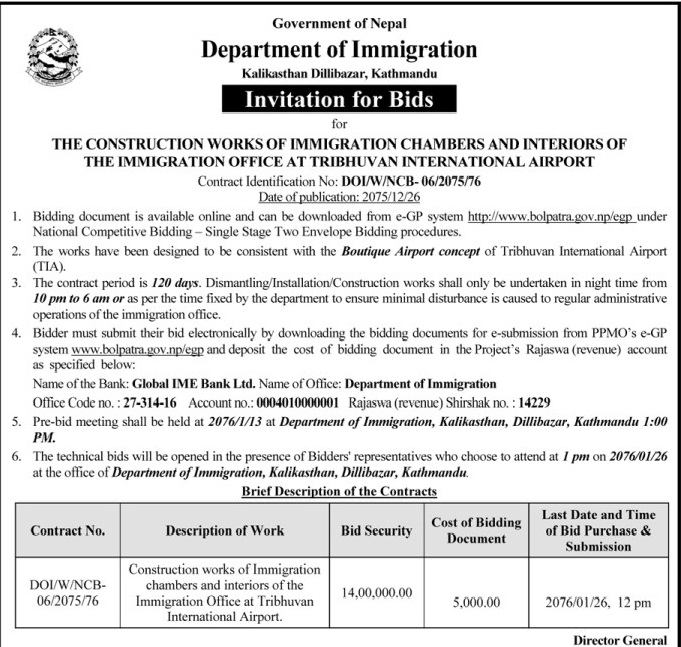 Government of Nepal
Department of Immigration
Kalikasthan Dillibazar, Kathmandu
Invitation for Bids
for
THE CONSTRUCTION WORKS OF IMMIGRATION CHAMBERS AND INTERIORS OF
THE IMMIGRATION OFFICE AT TRIBHUVAN INTERNATIONAL AIRPORT
Contract Identification No: DOI/W/NCB- 06/2075/76
Date of publication: 2075/12/26
1. Bidding document is available online and can be downloaded from e-GP system http://www.bolpatra.gov.np/egp under
National Competitive Bidding – Single Stage Two Envelope Bidding procedures.
2. The works have been designed to be consistent with the Boutique Airport concept of Tribhuvan International Airport
(TIA).
3. The contract period is 120 days. Dismantling/Installation/Construction works shall only be undertaken in night time from
10 pm to 6 am or as per the time fixed by the department to ensure minimal disturbance is caused to regular administrative
operations of the immigration office.
4. Bidder must submit their bid electronically by downloading the bidding documents for e-submission from PPMO's e-GP
system www.bolpatra.gov.np/egp and deposit the cost of bidding document in the Project's Rajaswa (revenue) account
as specified below:
Name of the Bank: Global IME Bank Ltd. Name of Office: Department of Immigration
Office Code no. : 27-314-16 Account no.: 0004010000001 Rajaswa (revenue) Shirshak no. : 14229
5. Pre-bid meeting shall be held at 2076/1/13 at Department of Immigration, Kalikasthan, Dillibazar, Kathmandu 1:00
PM.
6. The technical bids will be opened in the presence of Bidders' representatives who choose to attend at 1 pm on 2076/01/26
at the office of Department of Immigration, Kalikasthan, Dillibazar, Kathmandu.
Brief Description of the Contracts
Contract No.
Description of Work
Bid Security
Cost of Bidding
Document
Last Date and Time
of Bid Purchase &
Submission
DOI/W/NCB-
06/2075/76
Construction works of Immigration
chambers and interiors of the
Immigration Office at Tribhuvan
International Airport.
14,00,000.00
5,000.00
2076/01/26, 12 pm
Director General